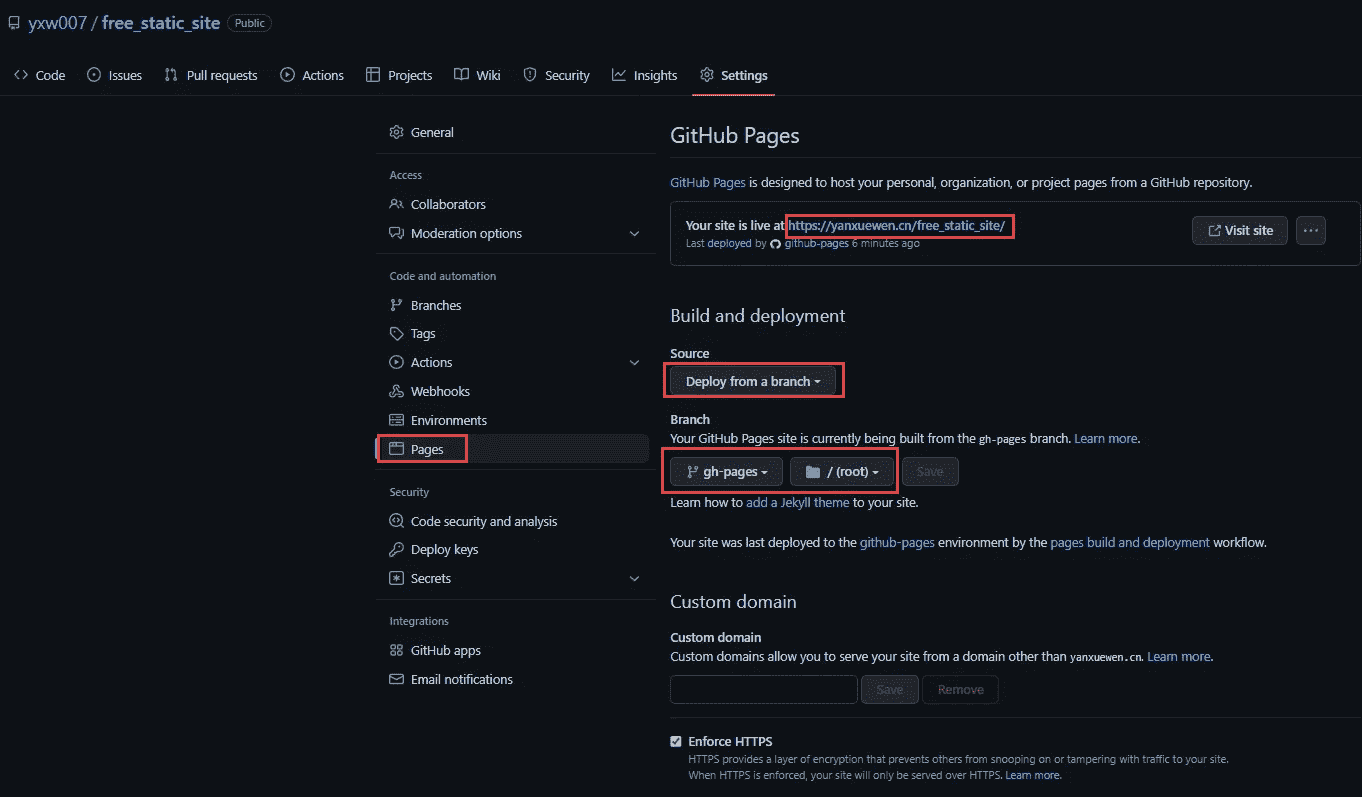 yxw007 / free_static_site Public
Code Issues Pull requests Actions Projects Wiki Security Insights Settings
General
Access
Collaborators
Moderation options
Code and automation
Branches
Tags
Actions
Webhooks
Environments
Pages
Security
Code security and analysis
Deploy keys
Secrets
Integrations
GitHub apps
Email notifications
GitHub Pages
GitHub Pages is designed to host your personal, organization, or project pages from a GitHub repository.
Your site is live at https://yanxuewen.cn/free_static_site/
Last deployed by github-pages 6 minutes ago
Visit site
Build and deployment
Source
Deploy from a branch
Branch
Your GitHub Pages site is currently being built from the gh-pages branch. Learn more.
gh-pages / (root) Save
Learn how to add a Jekyll theme to your site.
Your site was last deployed to the github-pages environment by the pages build and deployment workflow.
Custom domain
Custom domain
Custom domains allow you to serve your site from a domain other than yanxuewen.cn. Learn more.
Save Remove
Enforce HTTPS
HTTPS provides a layer of encryption that prevents others from snooping on or tampering with traffic to your site.
When HTTPS is enforced, your site will only be served over HTTPS. Learn more.